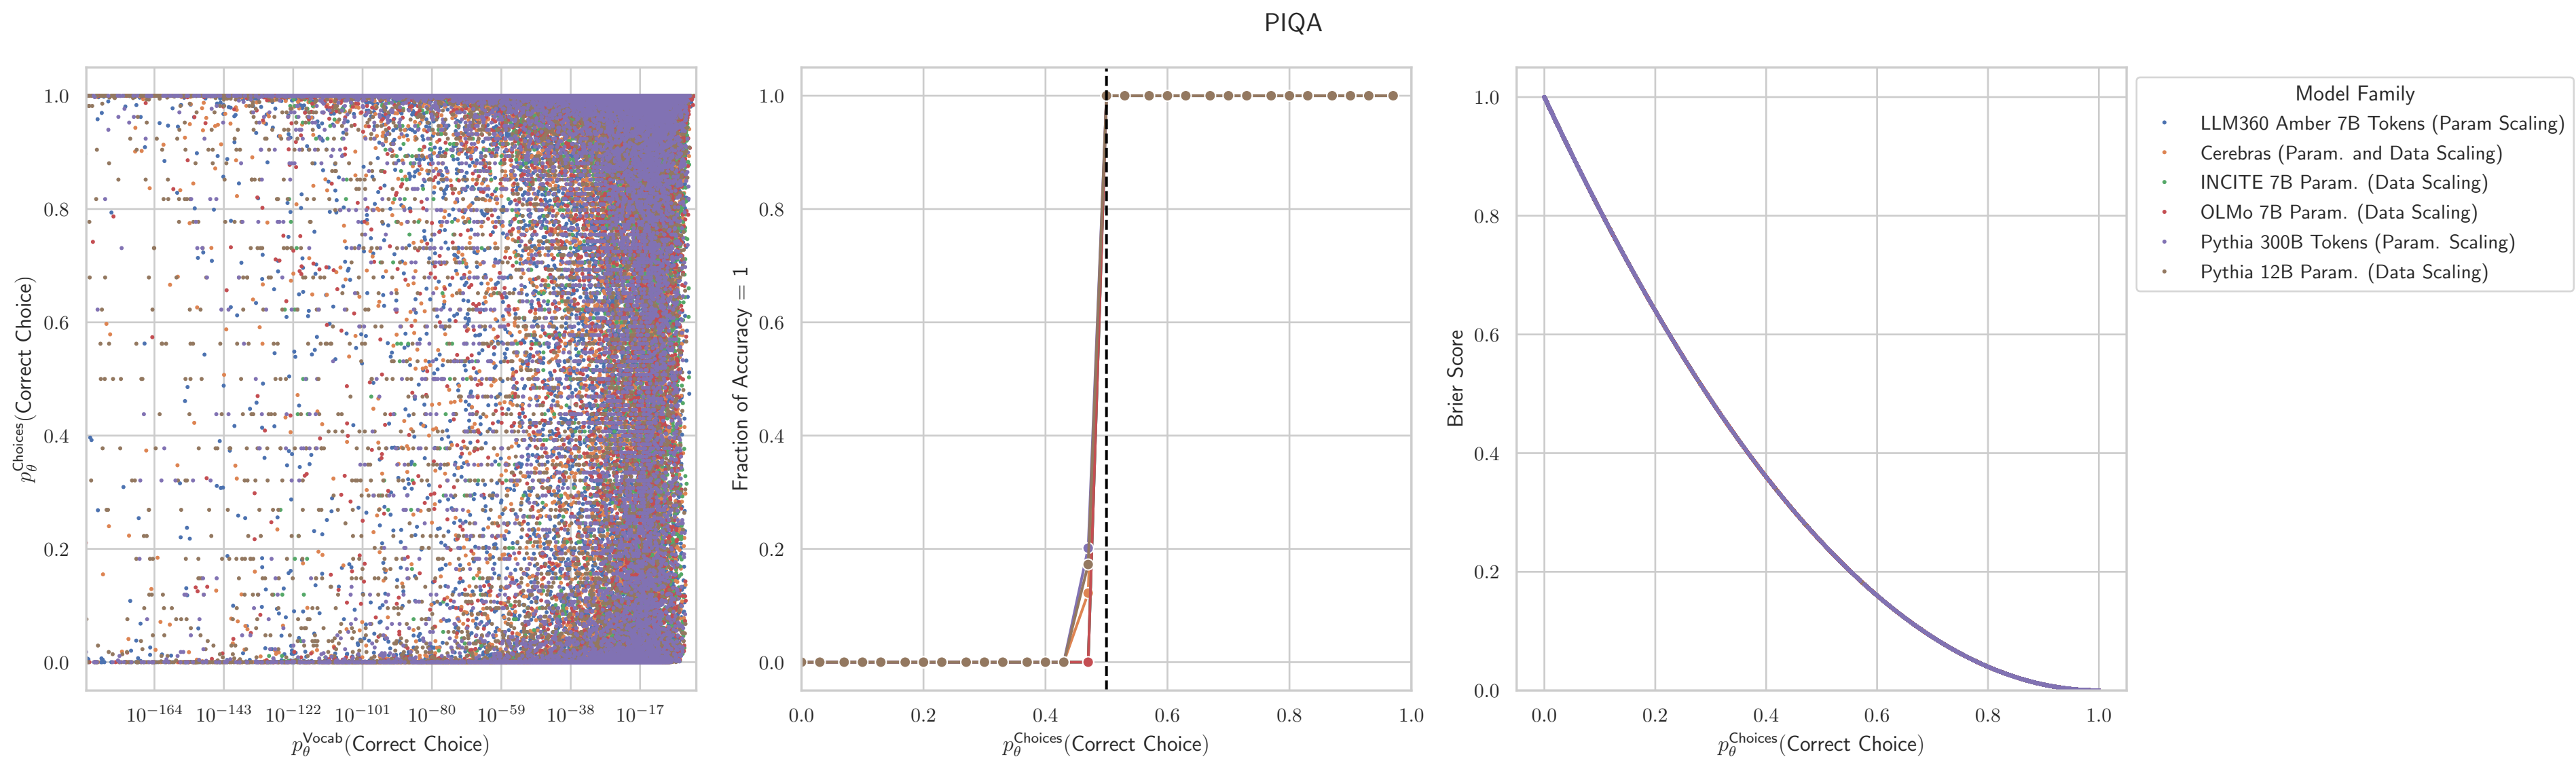 PIQA
1.0
0.8
0.6
0.4
0.2
0.0
p_θ^Choices(Correct Choice)
10^−164 10^−143 10^−122 10^−101 10^−80 10^−59 10^−38 10^−17
p_θ^Vocab(Correct Choice)
1.0
0.8
0.6
0.4
0.2
0.0
Fraction of Accuracy = 1
0.0 0.2 0.4 0.6 0.8 1.0
p_θ^Choices(Correct Choice)
1.0
0.8
0.6
0.4
0.2
0.0
Brier Score
0.0 0.2 0.4 0.6 0.8 1.0
p_θ^Choices(Correct Choice)
Model Family
LLM360 Amber 7B Tokens (Param Scaling)
Cerebras (Param. and Data Scaling)
INCITE 7B Param. (Data Scaling)
OLMo 7B Param. (Data Scaling)
Pythia 300B Tokens (Param. Scaling)
Pythia 12B Param. (Data Scaling)